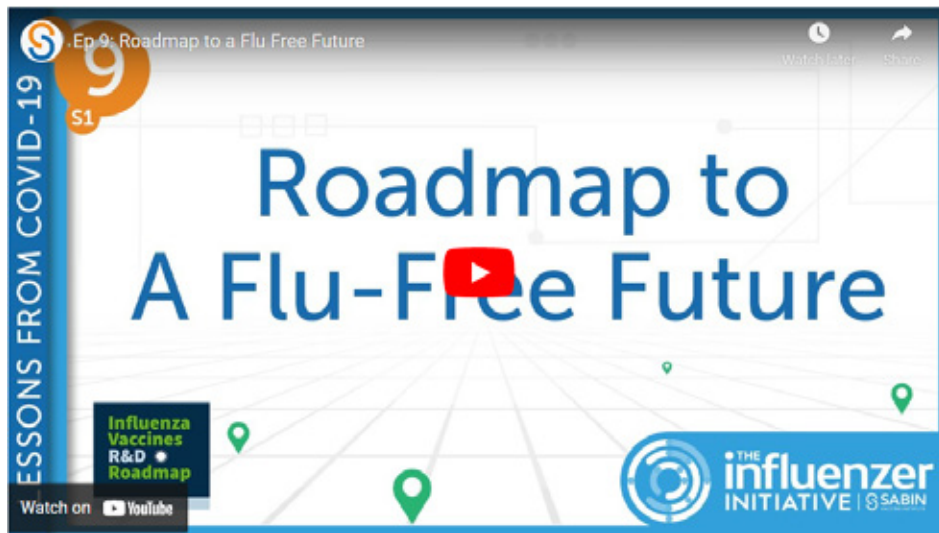 Ep 9: Roadmap to a Flu Free Future
Watch later
Share
9
S1
LESSONS FROM COVID-19
Roadmap to
A Flu-Free Future
Influenza
Vaccines
R&D
Roadmap
Watch on YouTube
THE
influenzer
INITIATIVE | SABIN